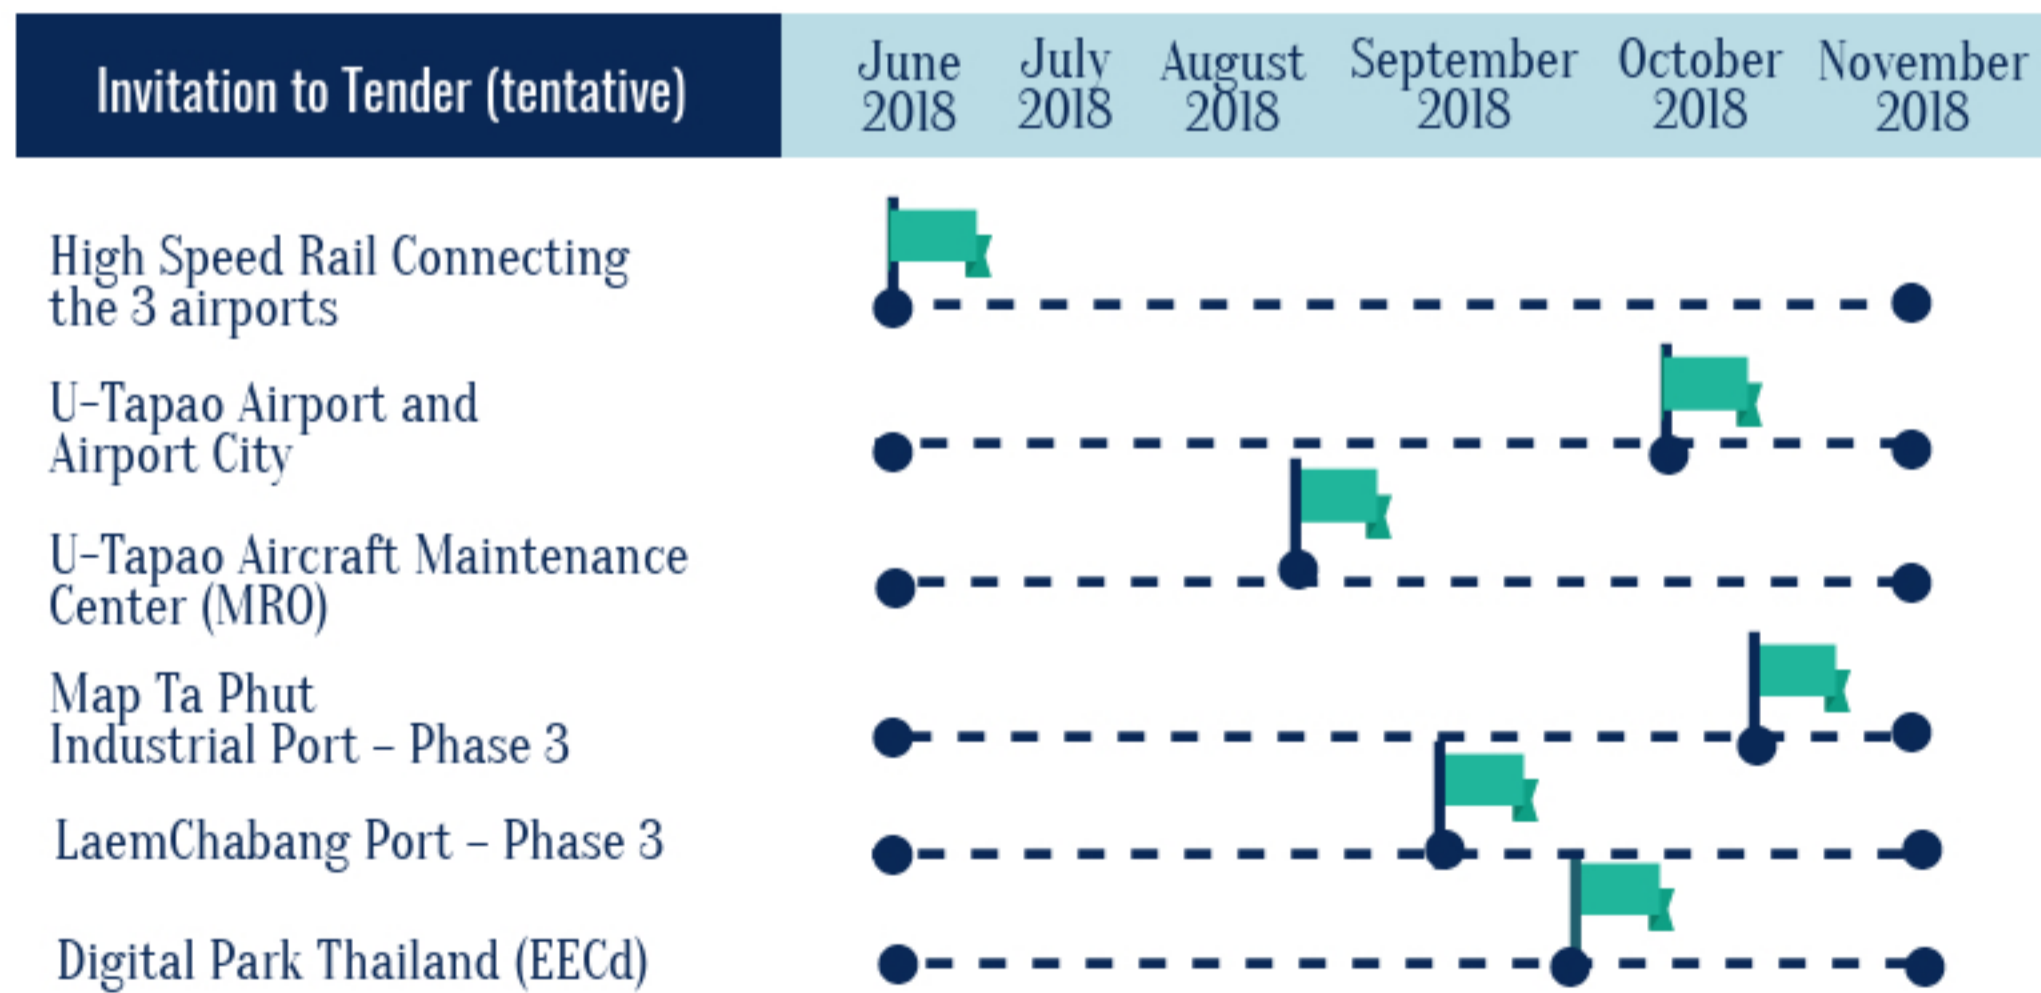 Invitation to Tender (tentative)
June
2018
July
2018
August
2018
September
2018
October
2018
November
2018
High Speed Rail Connecting
the 3 airports
U-Tapao Airport and
Airport City
U-Tapao Aircraft Maintenance
Center (MRO)
Map Ta Phut
Industrial Port – Phase 3
LaemChabang Port – Phase 3
Digital Park Thailand (EECd)